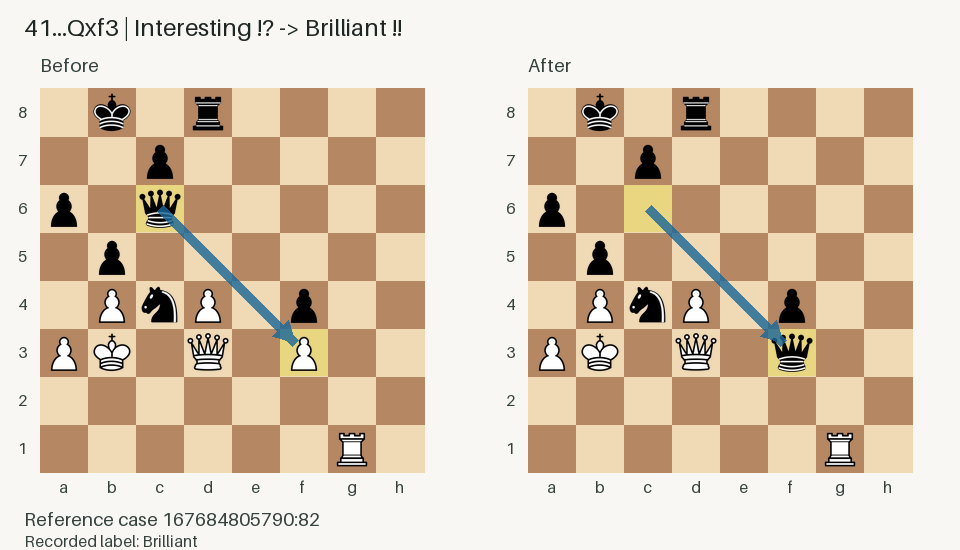 41...Qxf3 | Interesting !? -> Brilliant !!
Before
After
8
7
6
5
4
3
2
1
a b c d e f g h
8
7
6
5
4
3
2
1
a b c d e f g h
Reference case 167684805790:82
Recorded label: Brilliant